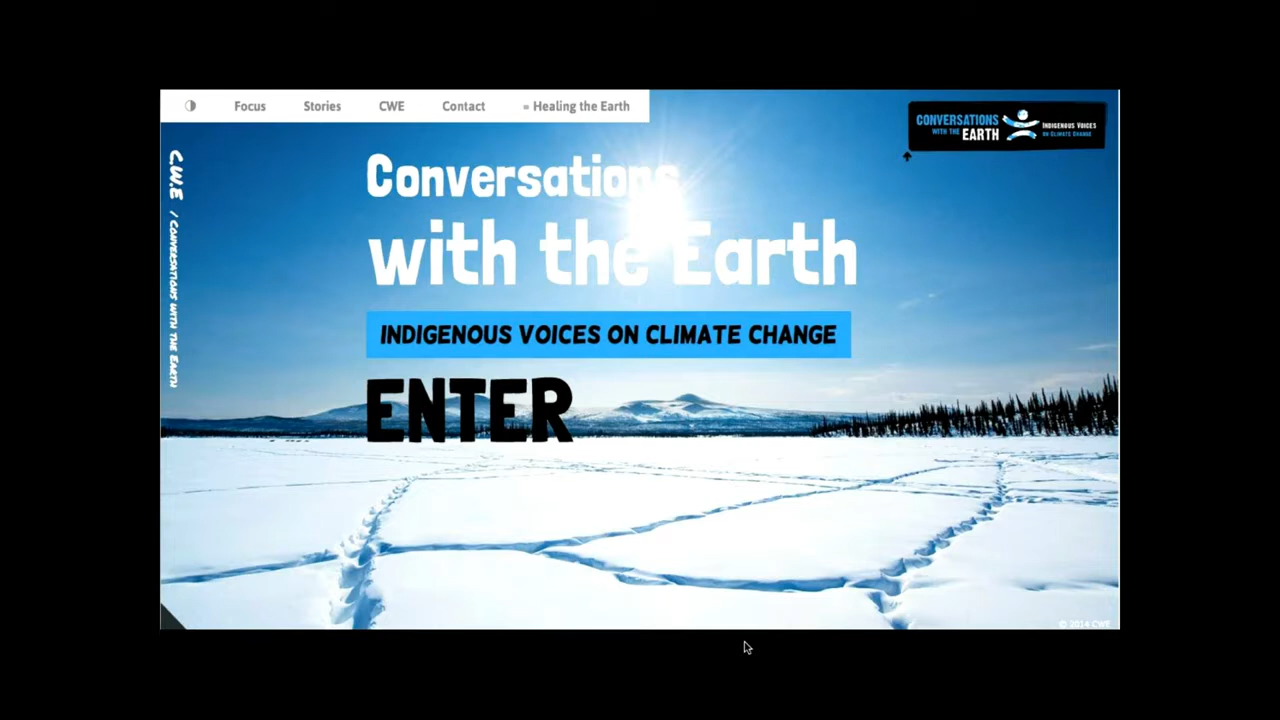 Focus Stories CWE Contact Healing the Earth
CONVERSATIONS
WITH THE EARTH
INDIGENOUS VOICES
ON CLIMATE CHANGE
C.W.E / CONVERSATIONS WITH THE EARTH
Conversations
with the Earth
INDIGENOUS VOICES ON CLIMATE CHANGE
ENTER
© 2014 CWE